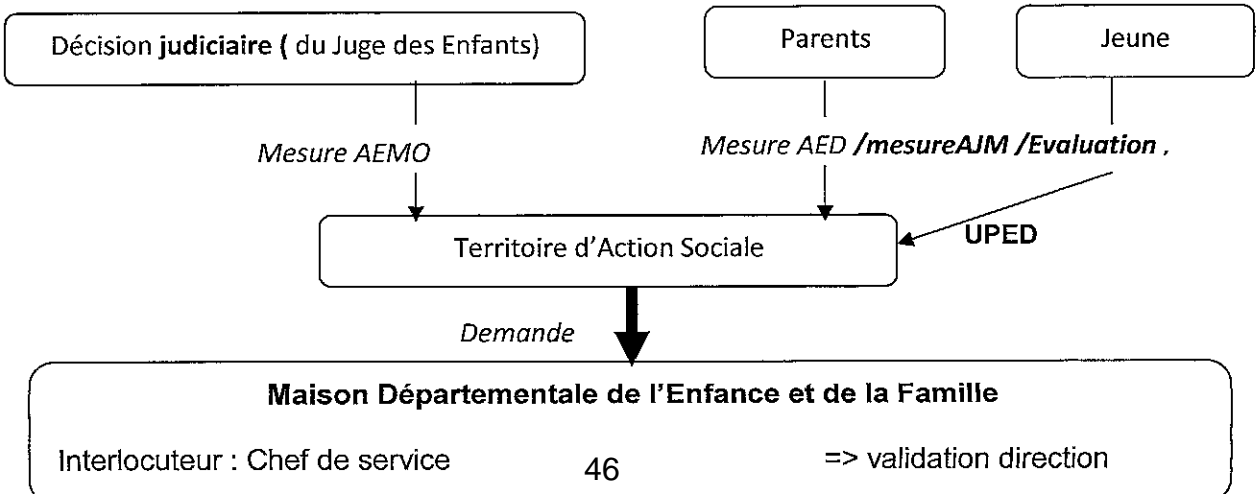 Décision judiciaire ( du Juge des Enfants)
Parents
Jeune
Mesure AEMO
Mesure AED /mesureAJM /Evaluation ,
UPED
Territoire d'Action Sociale
Demande
Maison Départementale de l'Enfance et de la Famille
Interlocuteur : Chef de service
46
=> validation direction